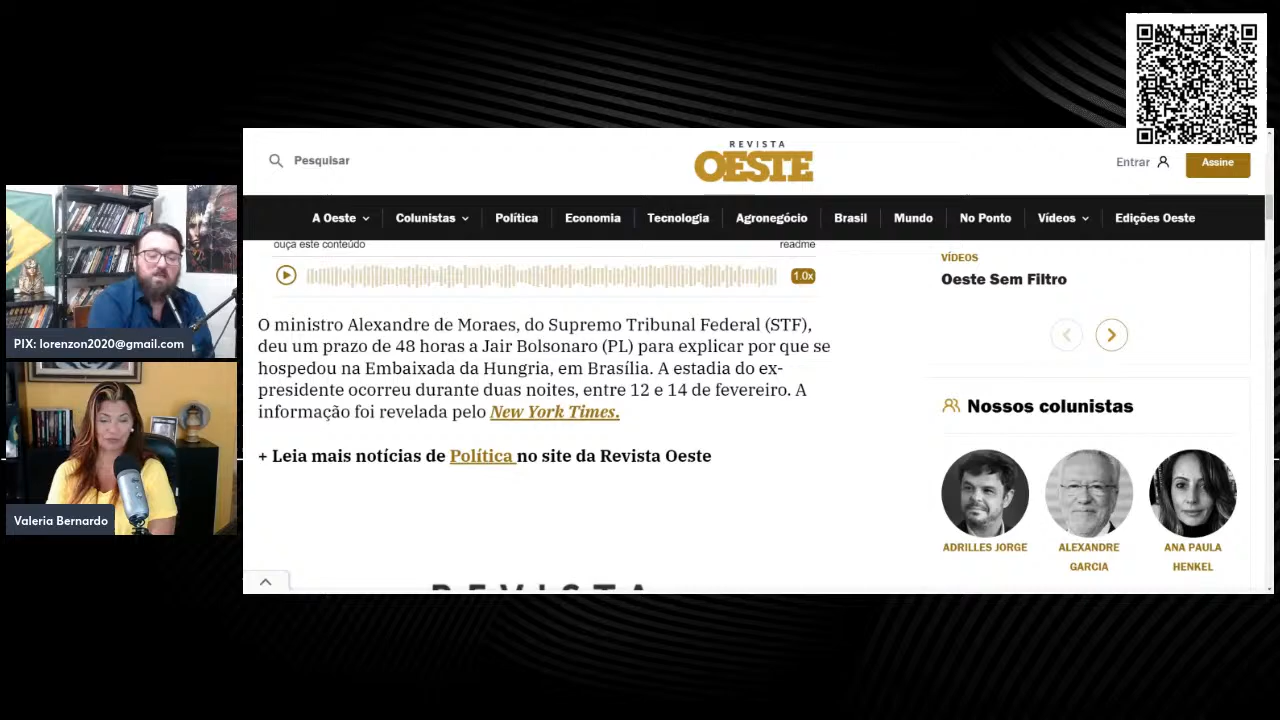 Pesquisar
REVISTA
OESTE
Entrar
Assine
A Oeste
Colunistas
Política
Economia
Tecnologia
Agronegócio
Brasil
Mundo
No Ponto
Vídeos
Edições Oeste
ouça este conteúdo
readme
1.0x
O ministro Alexandre de Moraes, do Supremo Tribunal Federal (STF),
deu um prazo de 48 horas a Jair Bolsonaro (PL) para explicar por que se
hospedou na Embaixada da Hungria, em Brasília. A estadia do ex-
presidente ocorreu durante duas noites, entre 12 e 14 de fevereiro. A
informação foi revelada pelo New York Times.
+ Leia mais notícias de Política no site da Revista Oeste
REVISTA
VÍDEOS
Oeste Sem Filtro
Nossos colunistas
ADRILLES JORGE
ALEXANDRE
GARCIA
ANA PAULA
HENKEL
PIX: lorenzon2020@gmail.com
Valeria Bernardo